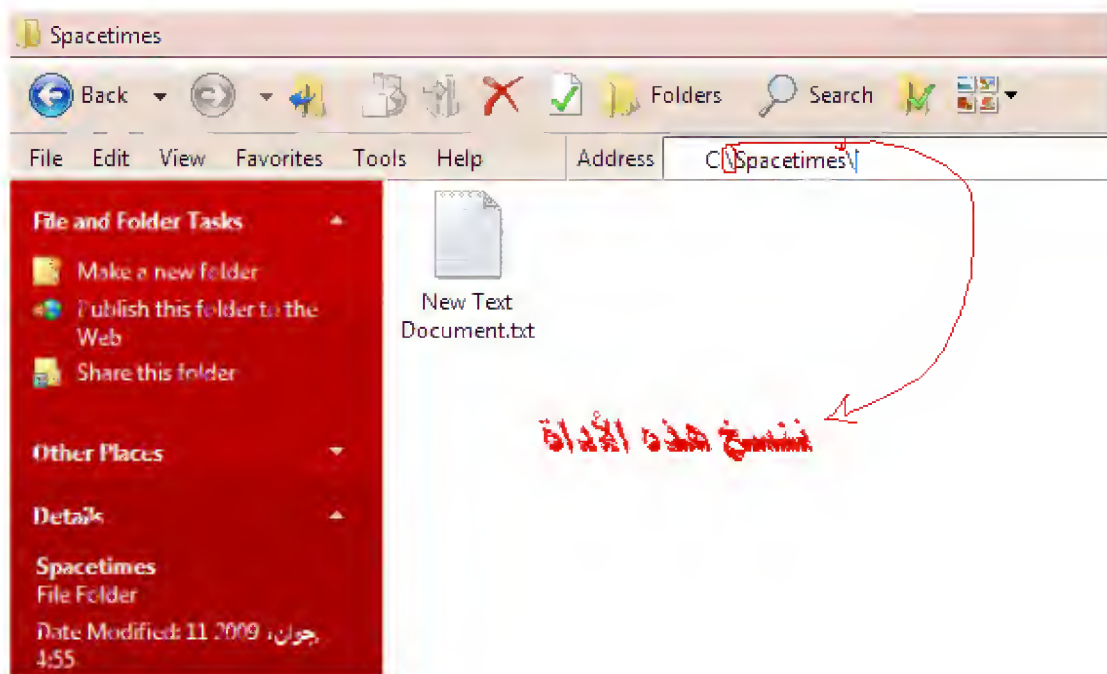 Spacetimes
Back Folders Search
File Edit View Favorites Tools Help Address C:\Spacetimes\
File and Folder Tasks
Make a new folder
Publish this folder to the
Web
Share this folder
New Text
Document.txt
ننسخ هذه الأداة
Other Places
Details
Spacetimes
File Folder
Date Modified: 11 جوان، 2009,
4:55